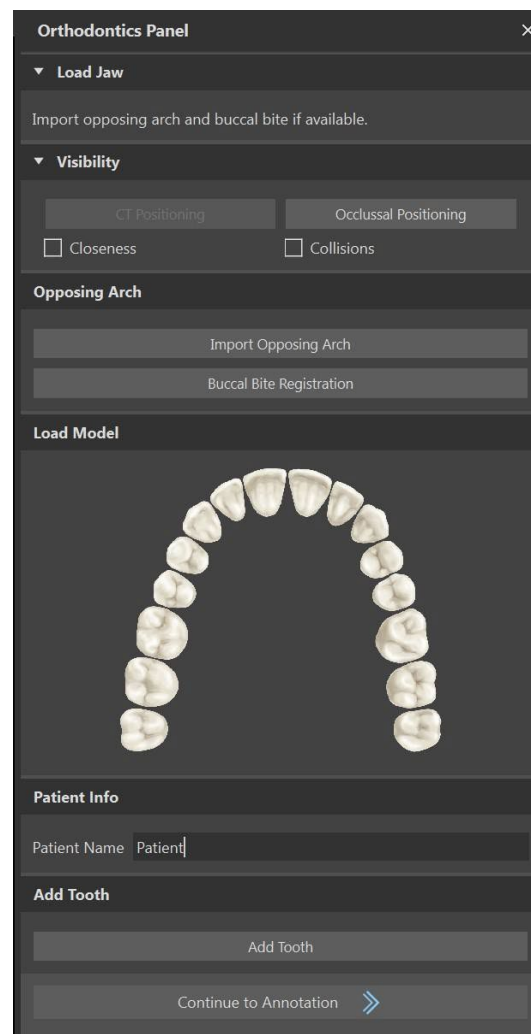 Orthodontics Panel
Load Jaw
Import opposing arch and buccal bite if available.
Visibility
CT Positioning Occlussal Positioning
Closeness Collisions
Opposing Arch
Import Opposing Arch
Buccal Bite Registration
Load Model
Patient Info
Patient Name Patient
Add Tooth
Add Tooth
Continue to Annotation